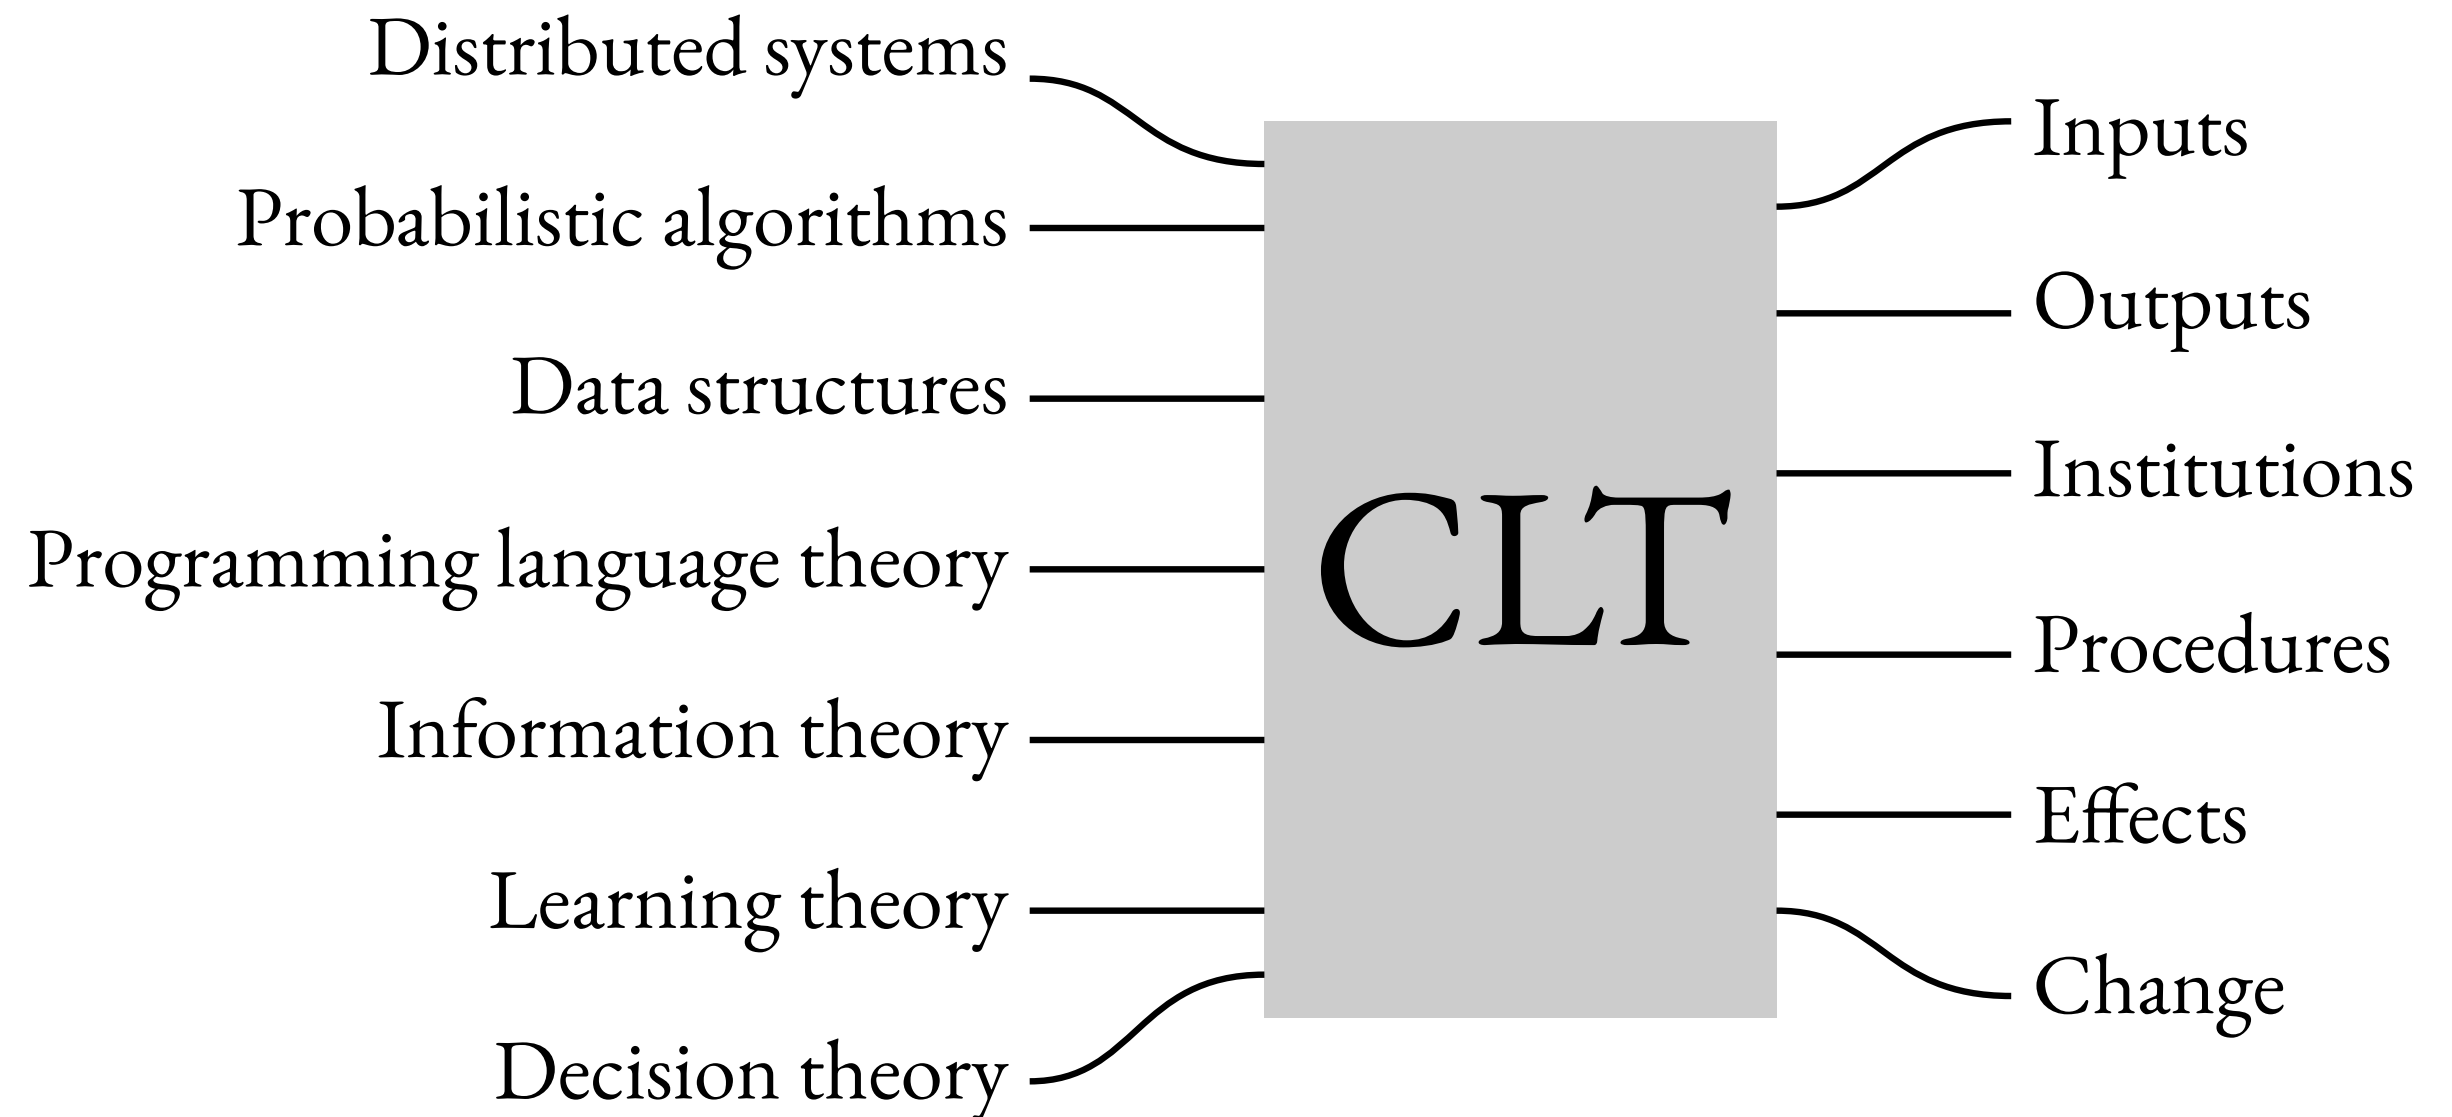 Distributed systems
Probabilistic algorithms
Data structures
Programming language theory
Information theory
Learning theory
Decision theory
CLT
Inputs
Outputs
Institutions
Procedures
Effects
Change